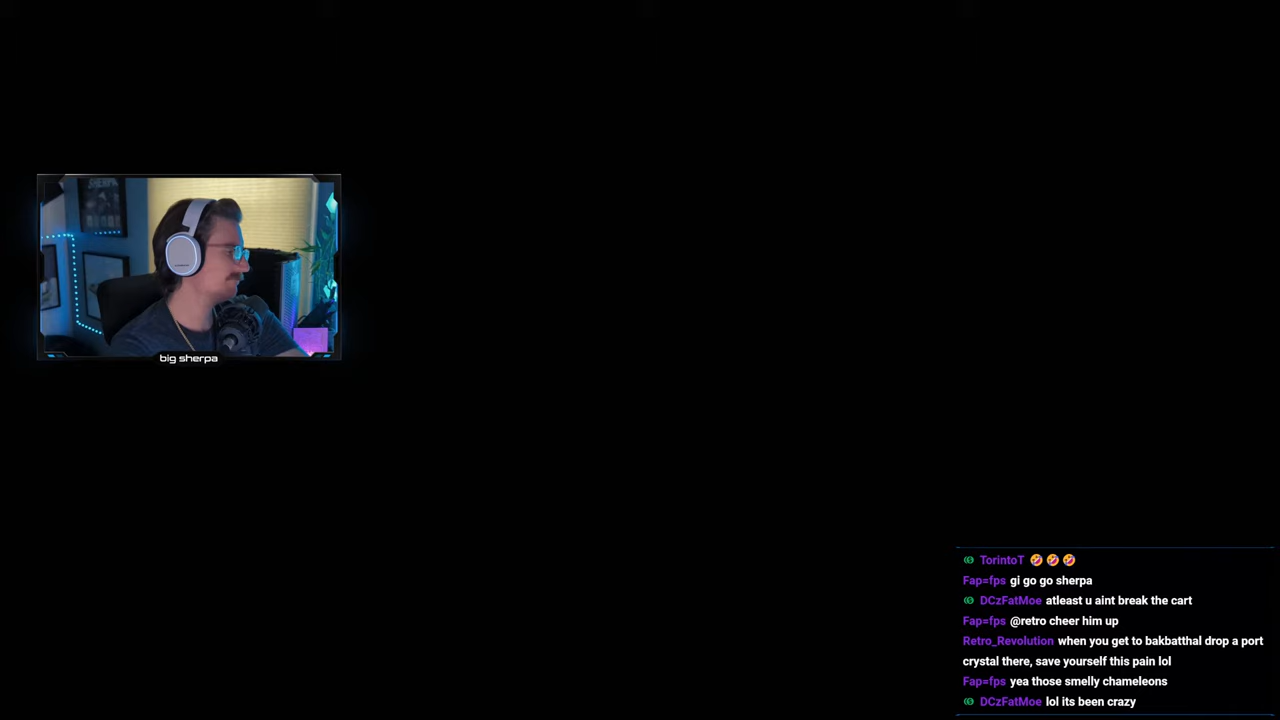 SHERPA
big sherpa
TorintoT 🤣 🤣 🤣
Fap=fps gi go go sherpa
DCzFatMoe atleast u aint break the cart
Fap=fps @retro cheer him up
Retro_Revolution when you get to bakbatthal drop a port
crystal there, save yourself this pain lol
Fap=fps yea those smelly chameleons
DCzFatMoe lol its been crazy